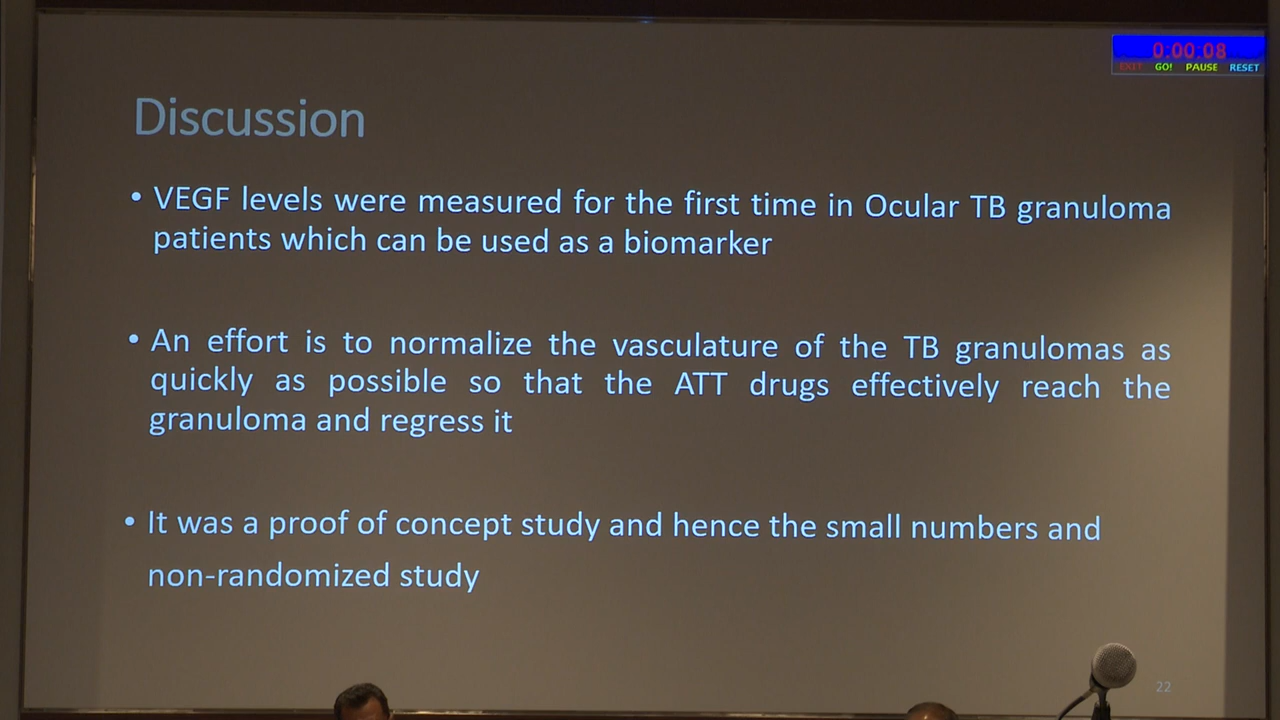 0:00:08
EXIT GO! PAUSE RESET
Discussion
• VEGF levels were measured for the first time in Ocular TB granuloma
patients which can be used as a biomarker
• An effort is to normalize the vasculature of the TB granulomas as
quickly as possible so that the ATT drugs effectively reach the
granuloma and regress it
• It was a proof of concept study and hence the small numbers and
non-randomized study
22